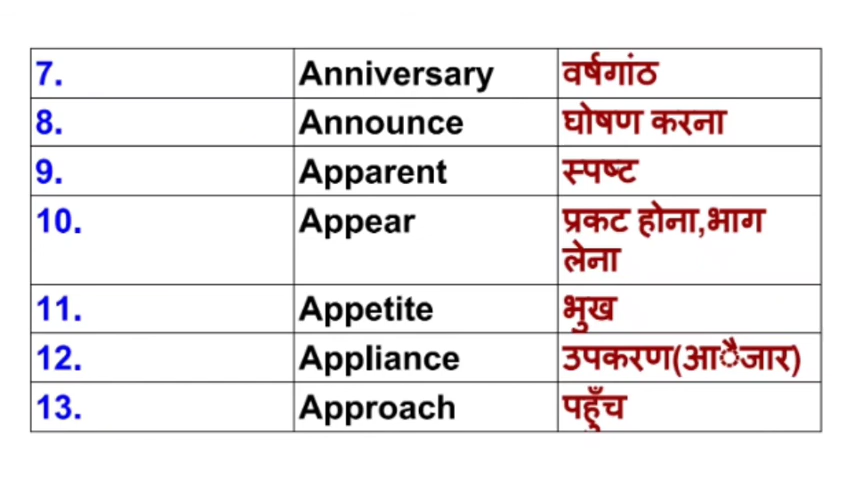 7. Anniversary वर्षगांठ
8. Announce घोषण करना
9. Apparent स्पष्ट
10. Appear प्रकट होना,भाग
लेना
11. Appetite भुख
12. Appliance उपकरण(आैजार)
13. Approach पहुँच